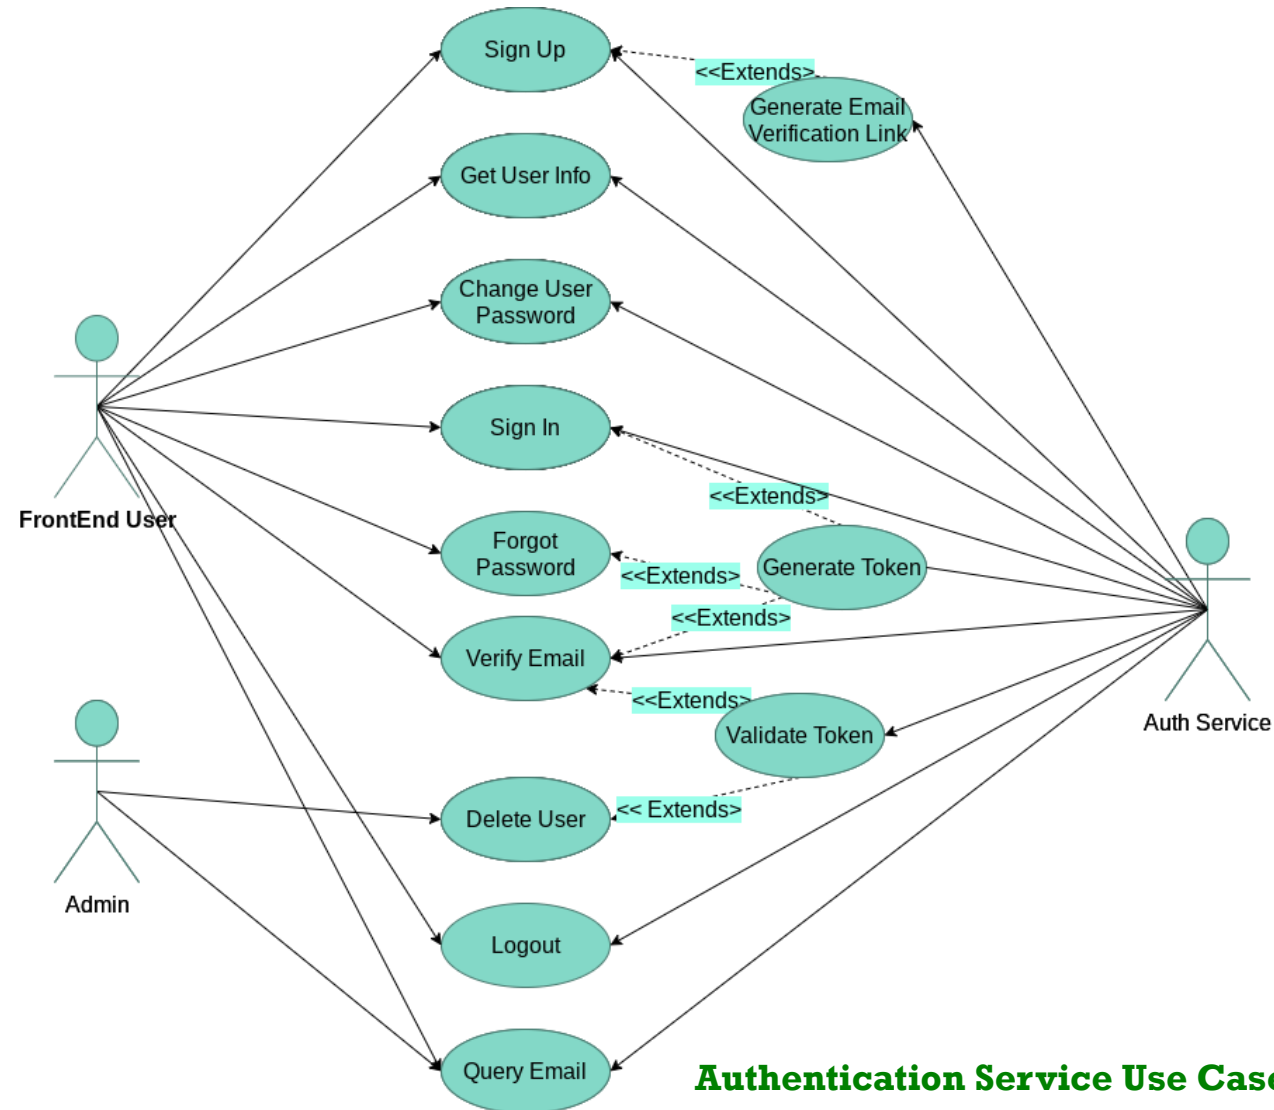 Sign Up
<<Extends>
Generate Email
Verification Link
Get User Info
Change User
Password
Sign In
FrontEnd User
<<Extends>
Forgot
Password
<<Extends>
Generate Token
<<Extends>
Verify Email
<<Extends>
Validate Token
Auth Service
Delete User
<< Extends>
Admin
Logout
Query Email
Authentication Service Use Case